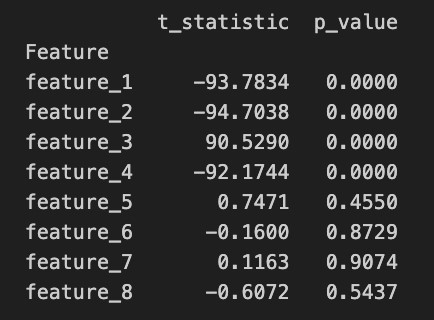 t_statistic p_value
Feature
feature_1 -93.7834 0.0000
feature_2 -94.7038 0.0000
feature_3 90.5290 0.0000
feature_4 -92.1744 0.0000
feature_5 0.7471 0.4550
feature_6 -0.1600 0.8729
feature_7 0.1163 0.9074
feature_8 -0.6072 0.5437